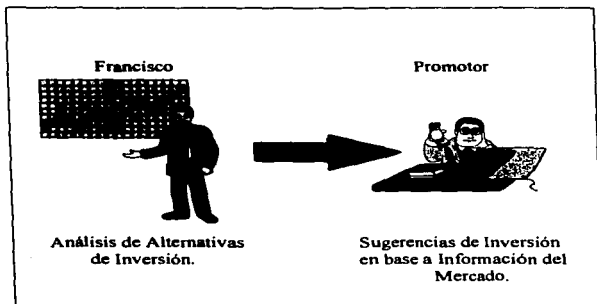 Francisco
Promotor
Análisis de Alternativas
de Inversión.
Sugerencias de Inversión
en base a Información del
Mercado.